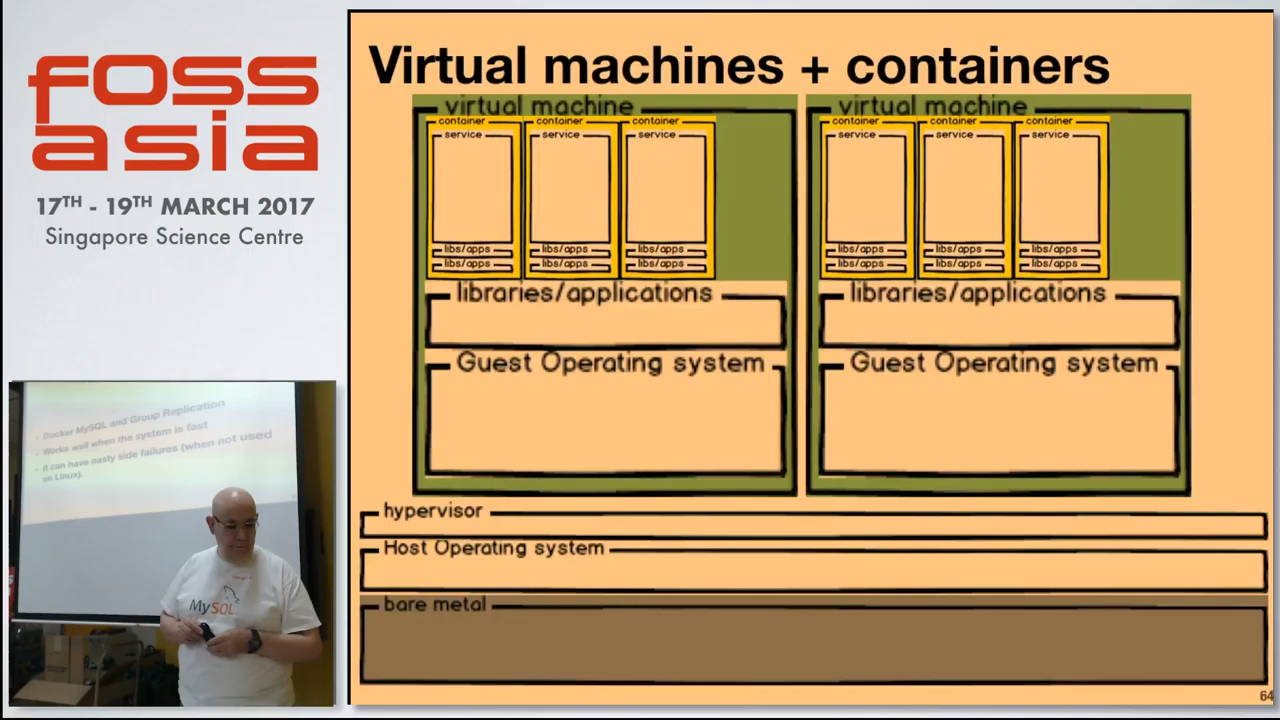 foss
asia
17TH - 19TH MARCH 2017
Singapore Science Centre
Docker MySQL and Group Replication
Works well when the system is fast
It can have nasty side failures (when not used
on Linux).
MySQL
Virtual machines + containers
virtual machine
container container container
service service service
libs/apps libs/apps libs/apps
libs/apps libs/apps libs/apps
libraries/applications
Guest Operating system
virtual machine
container container container
service service service
libs/apps libs/apps libs/apps
libs/apps libs/apps libs/apps
libraries/applications
Guest Operating system
hypervisor
Host Operating system
bare metal
64